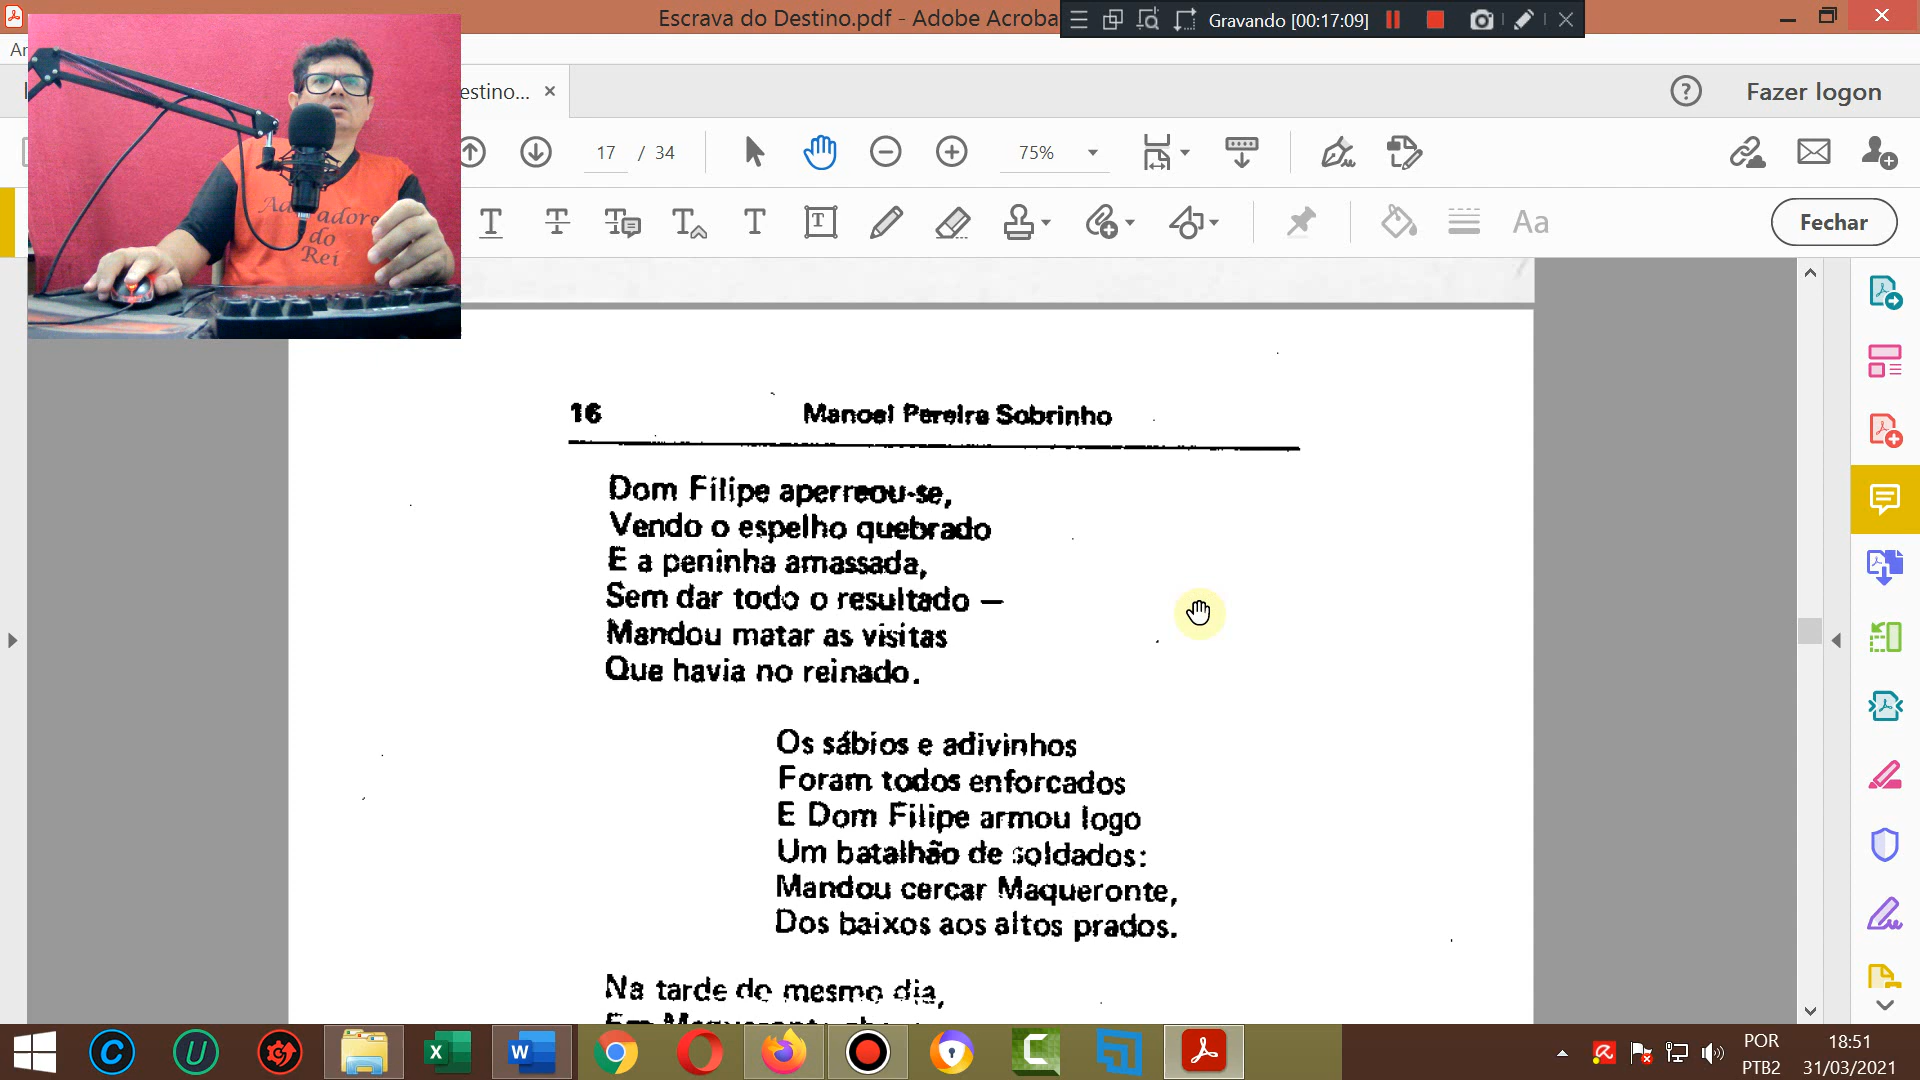 Escrava do Destino.pdf - Adobe Acroba
Gravando [00:17:09]
Ar
estino...
Fazer logon
17 / 34
75%
Fechar
Aa
Adoradores
do
Rei
16 Manoel Pereira Sobrinho
Dom Filipe aperreou-se,
Vendo o espelho quebrado
E a peninha amassada,
Sem dar todo o resultado —
Mandou matar as visitas
Que havia no reinado.
Os sábios e adivinhos
Foram todos enforcados
E Dom Filipe armou logo
Um batalhão de soldados:
Mandou cercar Maqueronte,
Dos baixos aos altos prados.
Na tarde do mesmo dia,
POR
PTB2
18:51
31/03/2021